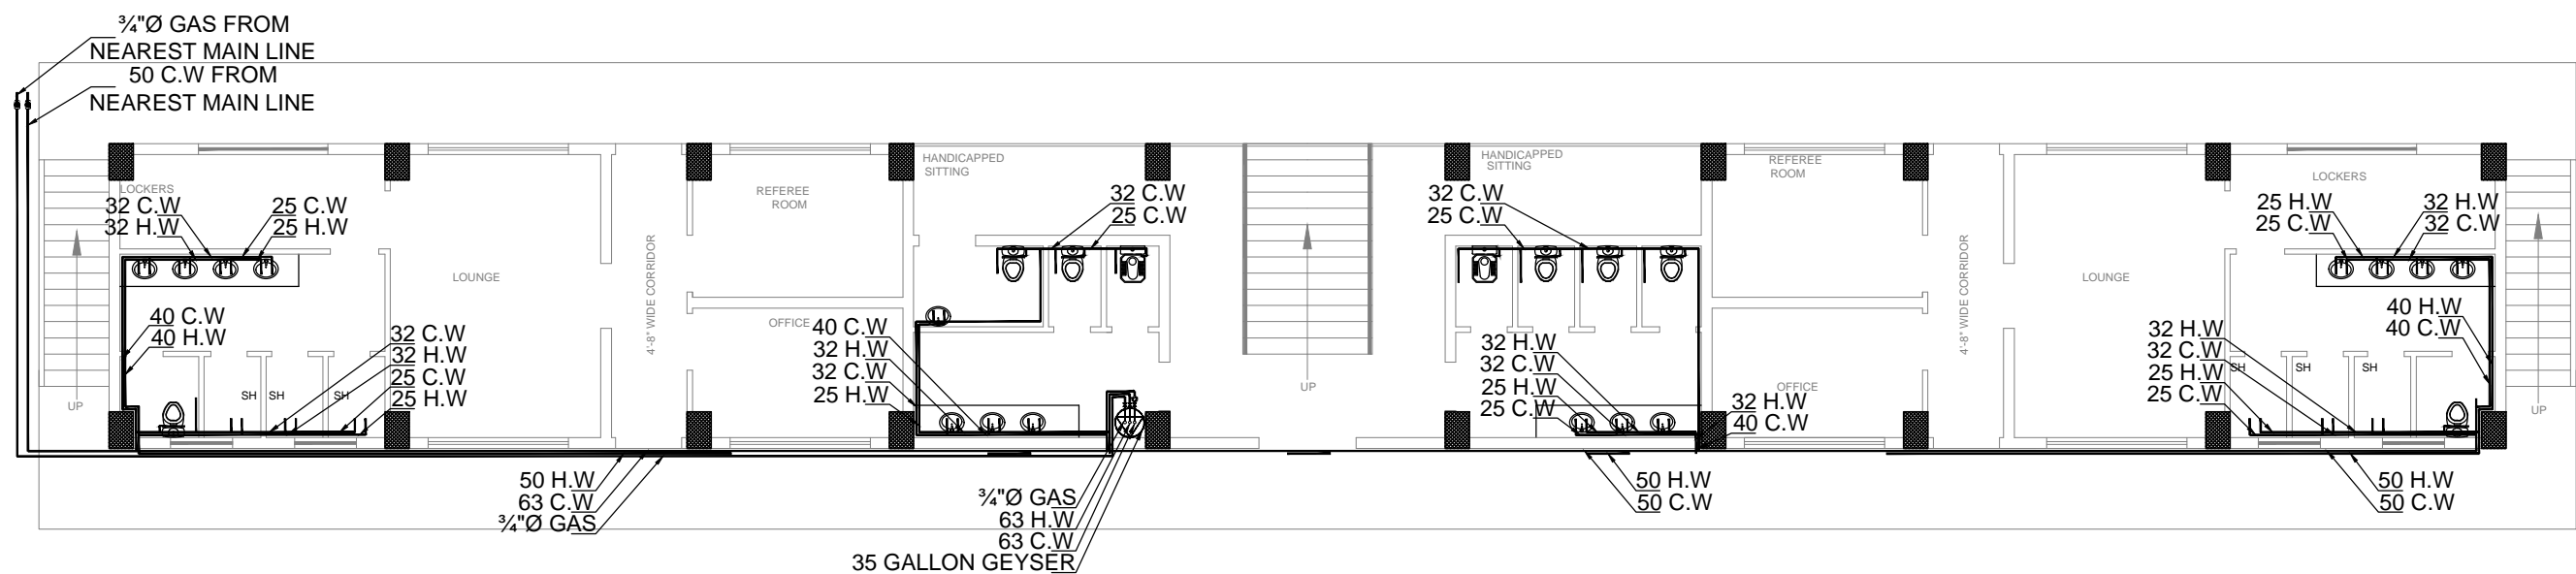 ¾"Ø GAS FROM
NEAREST MAIN LINE
50 C.W FROM
NEAREST MAIN LINE
LOCKERS
32 C.W
32 H.W
25 C.W
25 H.W
40 C.W
40 H.W
UP
SH
SH
SH
32 C.W
32 H.W
25 C.W
25 H.W
LOUNGE
4'-8" WIDE CORRIDOR
REFEREE
ROOM
OFFICE
HANDICAPPED
SITTING
32 C.W
25 C.W
40 C.W
32 H.W
32 C.W
25 H.W
50 H.W
63 C.W
¾"Ø GAS
¾"Ø GAS
63 H.W
63 C.W
35 GALLON GEYSER
UP
HANDICAPPED
SITTING
32 C.W
25 C.W
32 H.W
32 C.W
25 H.W
25 C.W
32 H.W
40 C.W
50 H.W
50 C.W
REFEREE
ROOM
OFFICE
4'-8" WIDE CORRIDOR
LOUNGE
LOCKERS
25 H.W
25 C.W
32 H.W
32 C.W
40 H.W
40 C.W
32 H.W
32 C.W
25 H.W
25 C.W
SH
SH
SH
50 H.W
50 C.W
UP